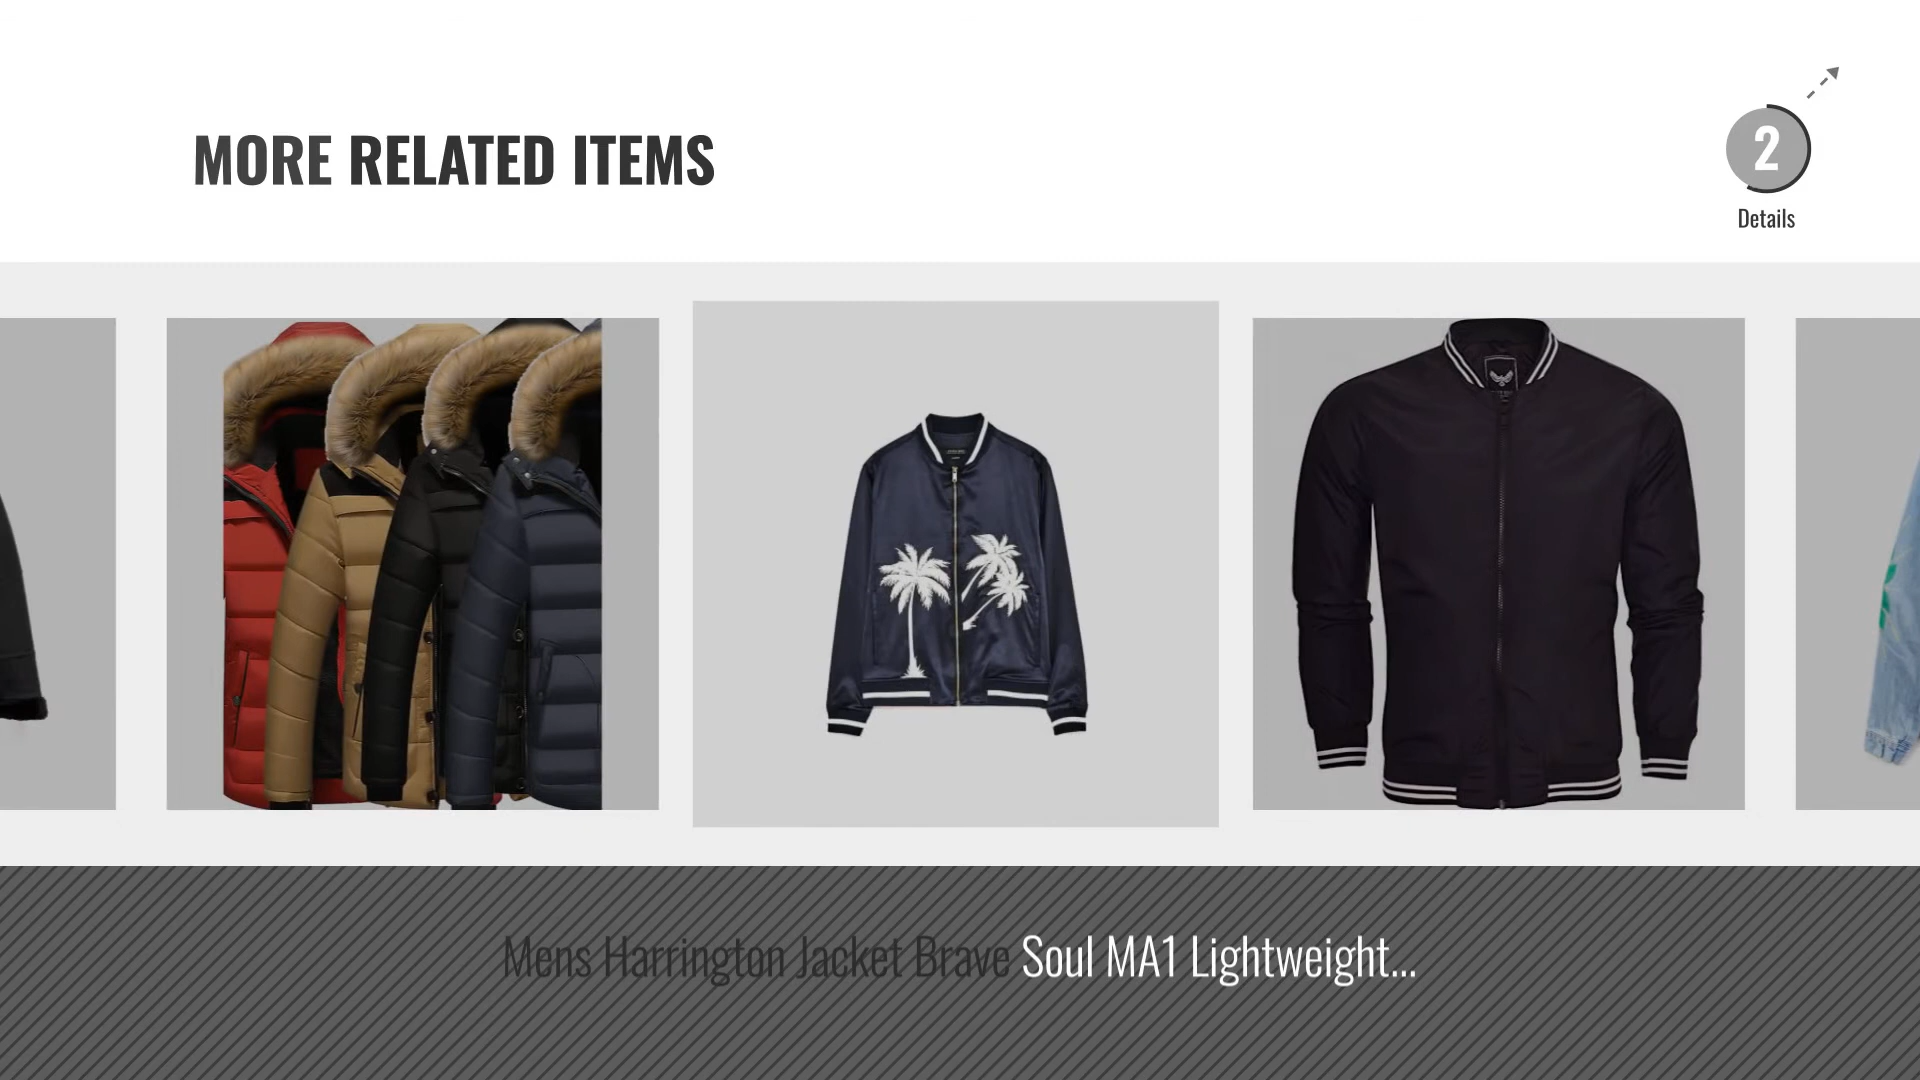 MORE RELATED ITEMS
2
Details
Mens Harrington Jacket Brave Soul MA1 Lightweight...